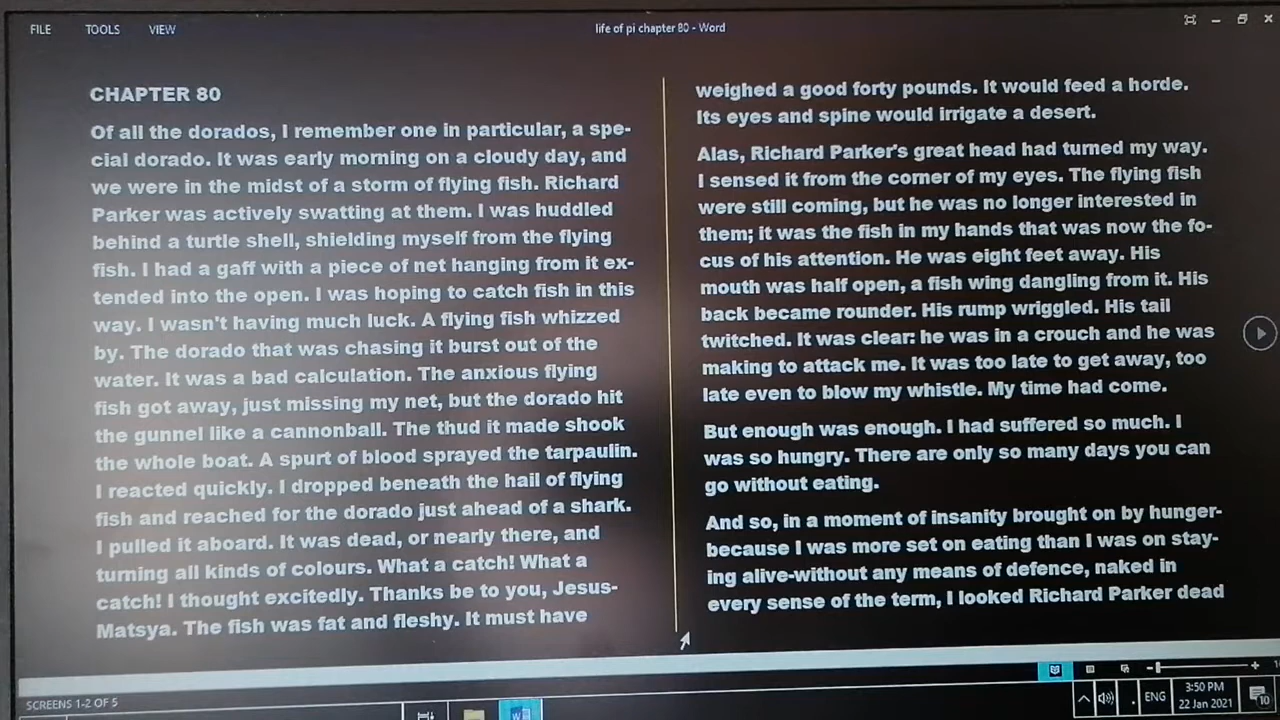 FILE TOOLS VIEW
life of pi chapter 80 - Word
CHAPTER 80
Of all the dorados, I remember one in particular, a spe-
cial dorado. It was early morning on a cloudy day, and
we were in the midst of a storm of flying fish. Richard
Parker was actively swatting at them. I was huddled
behind a turtle shell, shielding myself from the flying
fish. I had a gaff with a piece of net hanging from it ex-
tended into the open. I was hoping to catch fish in this
way. I wasn't having much luck. A flying fish whizzed
by. The dorado that was chasing it burst out of the
water. It was a bad calculation. The anxious flying
fish got away, just missing my net, but the dorado hit
the gunnel like a cannonball. The thud it made shook
the whole boat. A spurt of blood sprayed the tarpaulin.
I reacted quickly. I dropped beneath the hail of flying
fish and reached for the dorado just ahead of a shark.
I pulled it aboard. It was dead, or nearly there, and
turning all kinds of colours. What a catch! What a
catch! I thought excitedly. Thanks be to you, Jesus-
Matsya. The fish was fat and fleshy. It must have
weighed a good forty pounds. It would feed a horde.
Its eyes and spine would irrigate a desert.
Alas, Richard Parker's great head had turned my way.
I sensed it from the corner of my eyes. The flying fish
were still coming, but he was no longer interested in
them; it was the fish in my hands that was now the fo-
cus of his attention. He was eight feet away. His
mouth was half open, a fish wing dangling from it. His
back became rounder. His rump wriggled. His tail
twitched. It was clear: he was in a crouch and he was
making to attack me. It was too late to get away, too
late even to blow my whistle. My time had come.
But enough was enough. I had suffered so much. I
was so hungry. There are only so many days you can
go without eating.
And so, in a moment of insanity brought on by hunger-
because I was more set on eating than I was on stay-
ing alive-without any means of defence, naked in
every sense of the term, I looked Richard Parker dead
SCREENS 1-2 OF 5
ENG
3:50 PM
22 Jan 2021
10